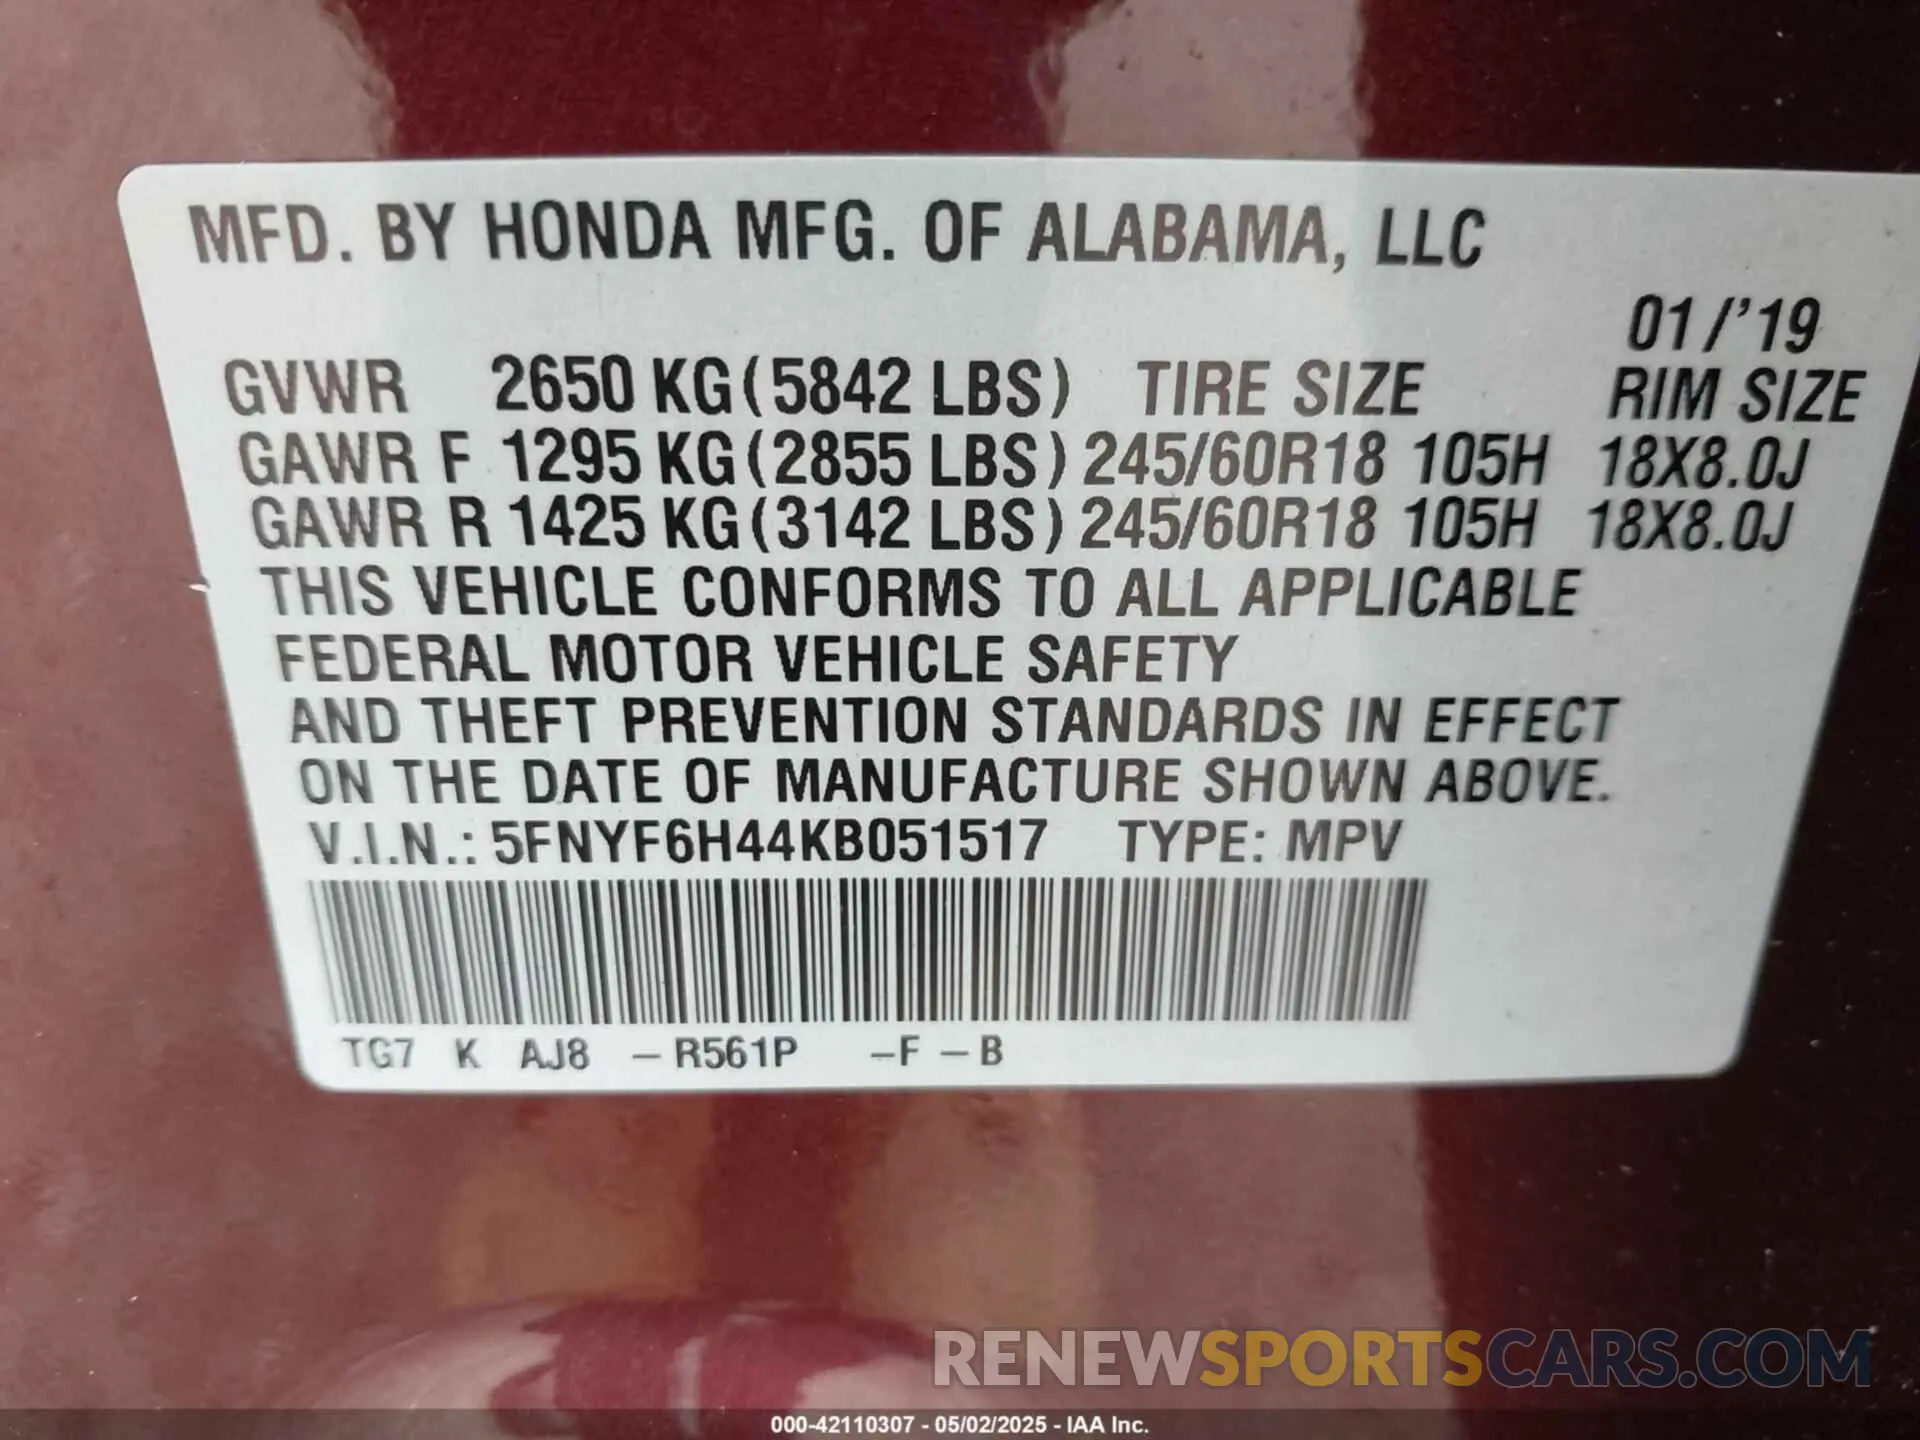 MFD. BY HONDA MFG. OF ALABAMA, LLC
01/'19
GVWR 2650 KG(5842 LBS) TIRE SIZE RIM SIZE
GAWR F 1295 KG(2855 LBS) 245/60R18 105H 18X8.0J
GAWR R 1425 KG(3142 LBS) 245/60R18 105H 18X8.0J
THIS VEHICLE CONFORMS TO ALL APPLICABLE
FEDERAL MOTOR VEHICLE SAFETY
AND THEFT PREVENTION STANDARDS IN EFFECT
ON THE DATE OF MANUFACTURE SHOWN ABOVE.
V.I.N.: 5FNYF6H44KB051517 TYPE: MPV
TG7 K AJ8 – R561P –F – B
RENEWSPORTSCARS.COM
000-42110307 - 05/02/2025 - IAA Inc.